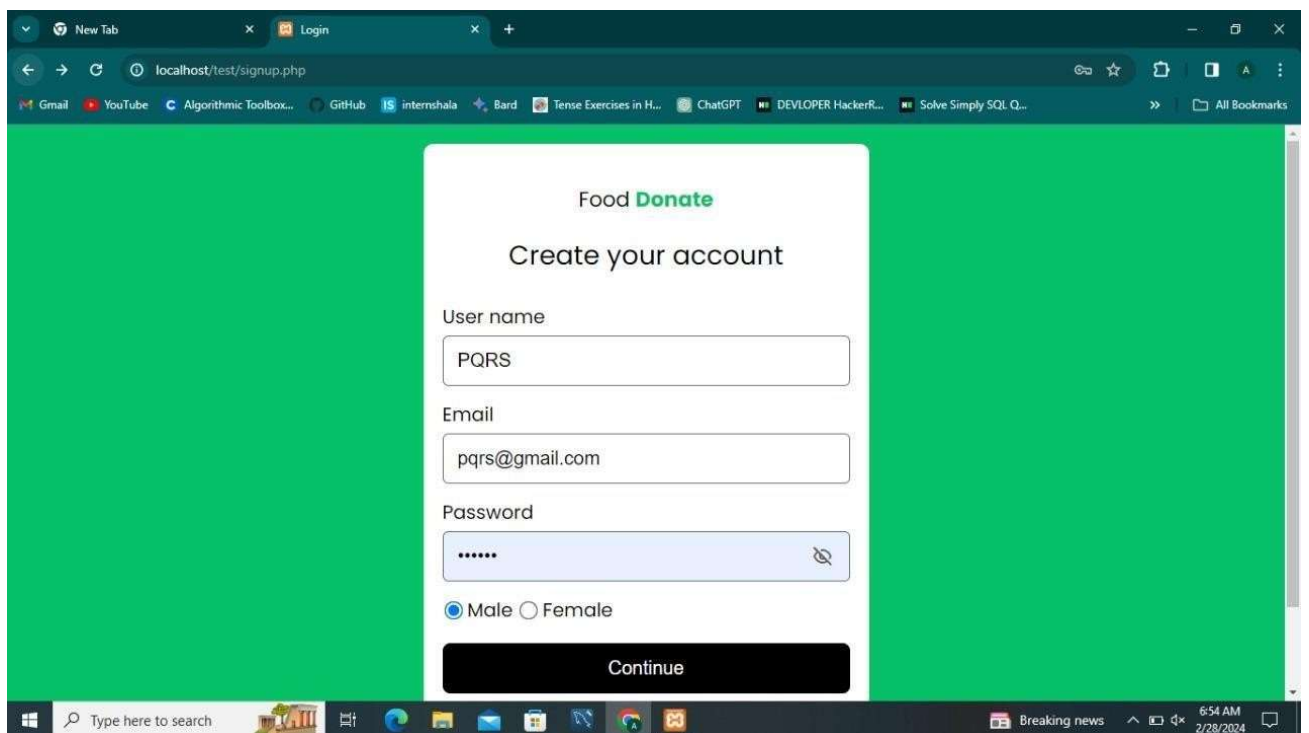 New Tab
Login
localhost/test/signup.php
Gmail YouTube Algorithmic Toolbox... GitHub internshala Bard Tense Exercises in H... ChatGPT DEVLOPER HackerR... Solve Simply SQL Q... » All Bookmarks
Food Donate
Create your account
User name
PQRS
Email
pqrs@gmail.com
Password
••••••
Male Female
Continue
Type here to search
Breaking news
6:54 AM
2/28/2024